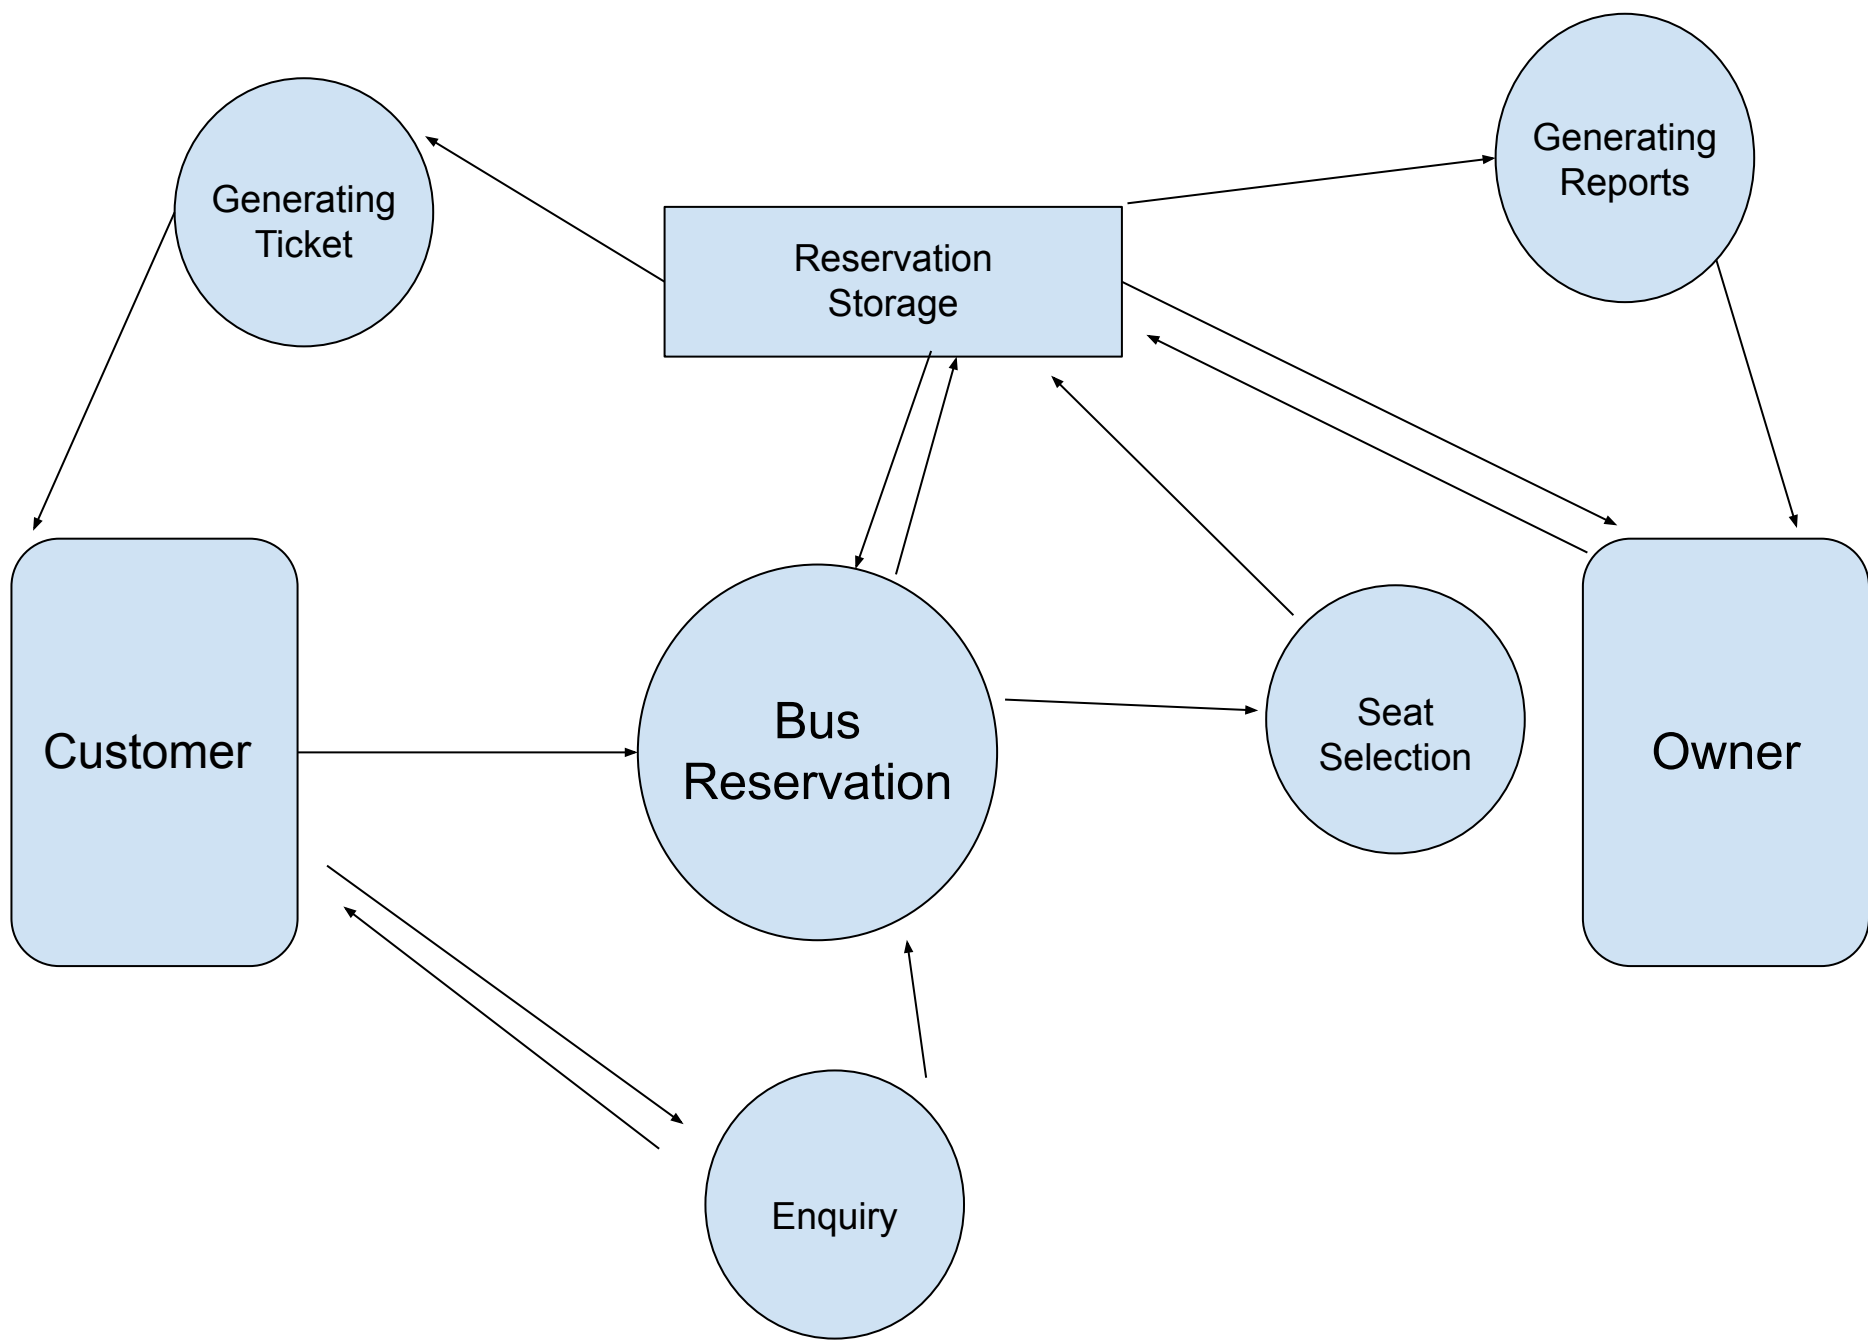 Generating
Reports
Generating
Ticket
Reservation
Storage
Customer
Bus
Reservation
Seat
Selection
Owner
Enquiry